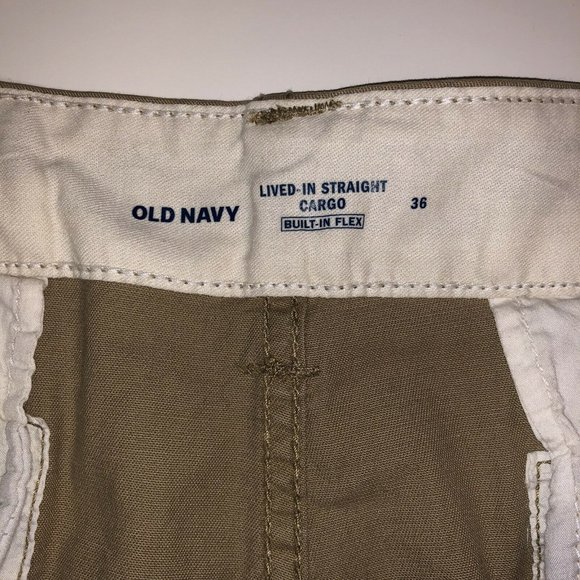 OLD NAVY
LIVED-IN STRAIGHT
CARGO
BUILT-IN FLEX
36